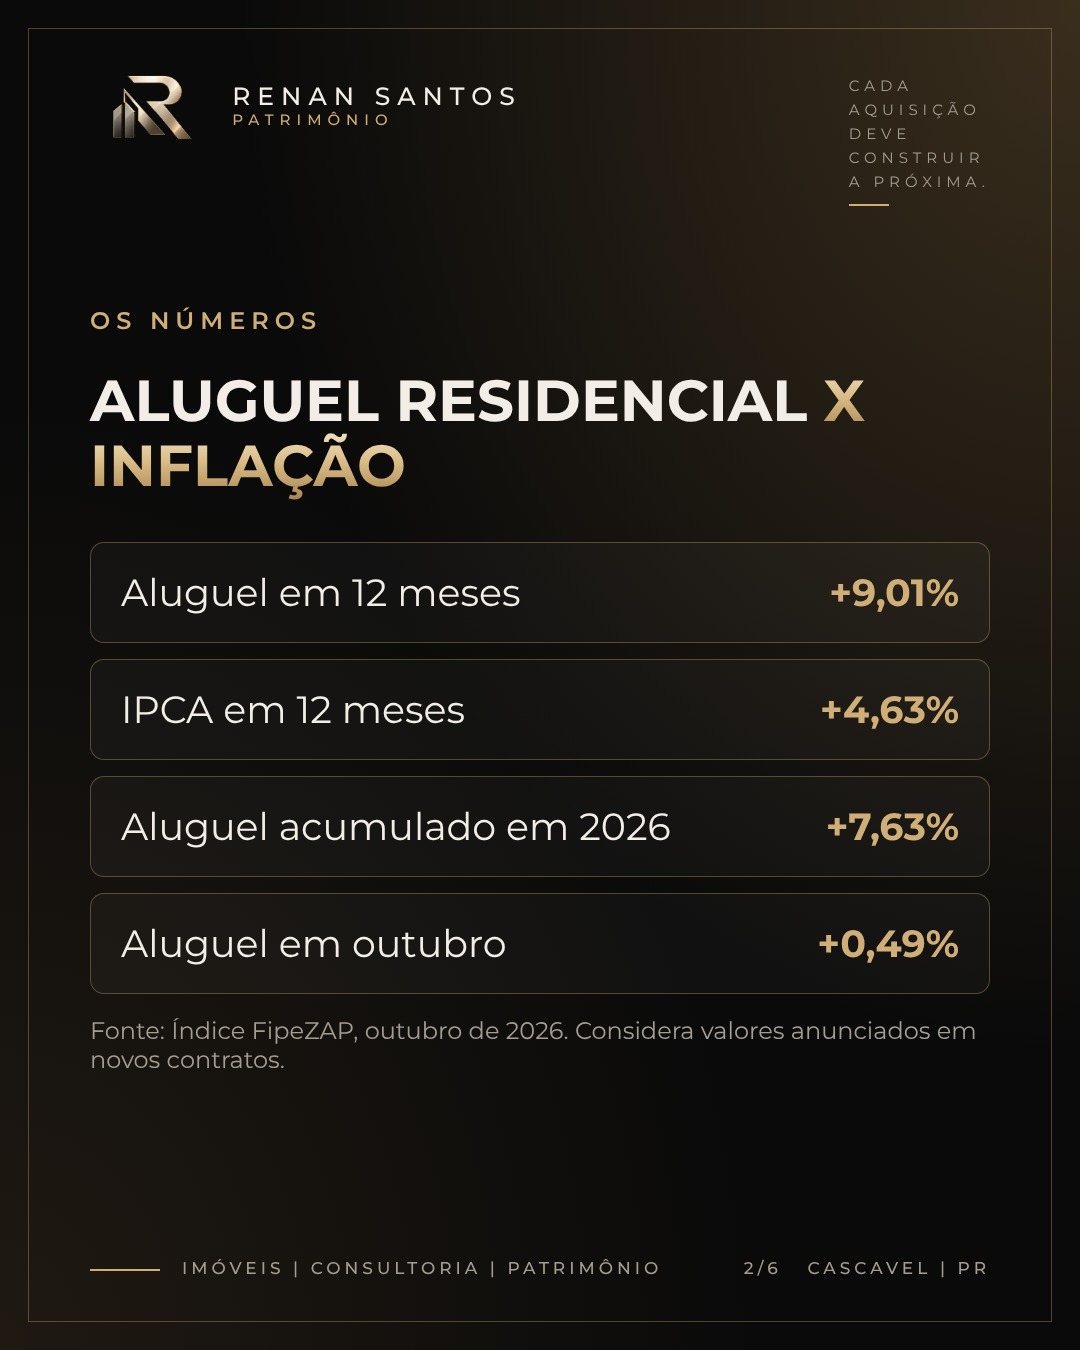 RENAN SANTOS
PATRIMÔNIO
CADA
AQUISIÇÃO
DEVE
CONSTRUIR
A PRÓXIMA.
OS NÚMEROS
ALUGUEL RESIDENCIAL X
INFLAÇÃO
Aluguel em 12 meses +9,01%
IPCA em 12 meses +4,63%
Aluguel acumulado em 2026 +7,63%
Aluguel em outubro +0,49%
Fonte: Índice FipeZAP, outubro de 2026. Considera valores anunciados em
novos contratos.
IMÓVEIS | CONSULTORIA | PATRIMÔNIO 2/6 CASCAVEL | PR